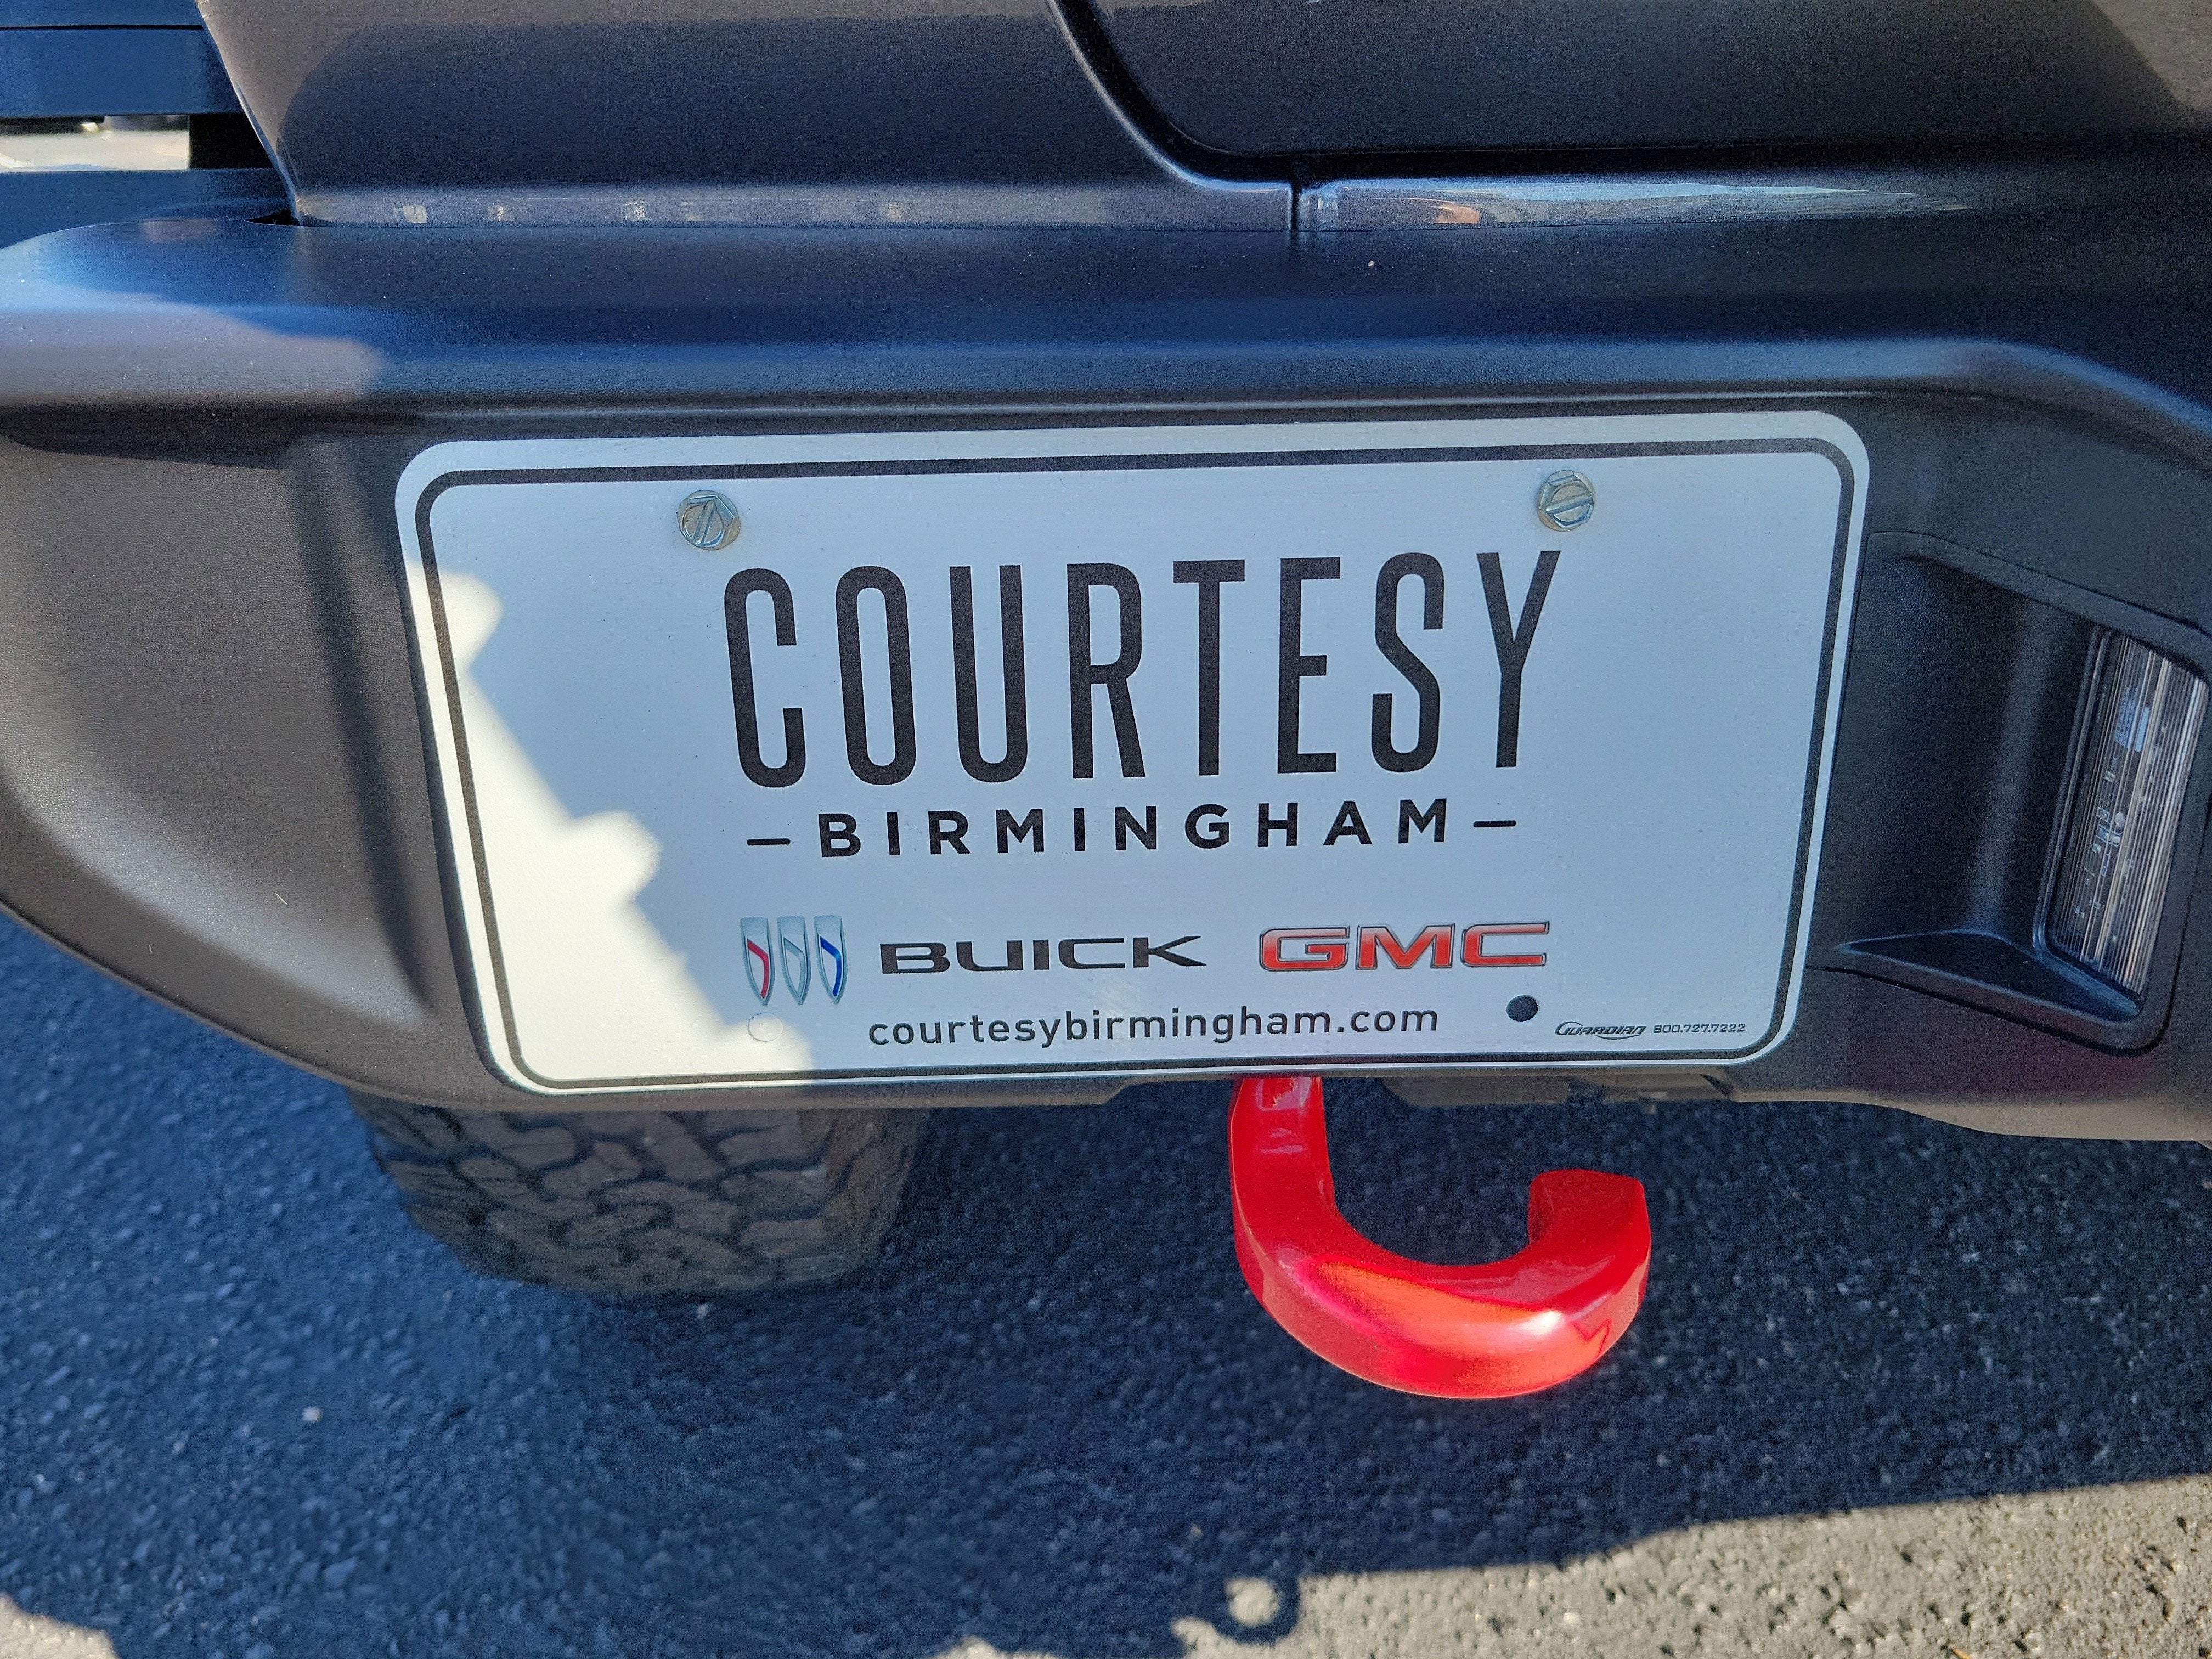 COURTESY
—BIRMINGHAM—
BUICK GMC
courtesybirmingham.com
GUARDIAN 800.727.7222